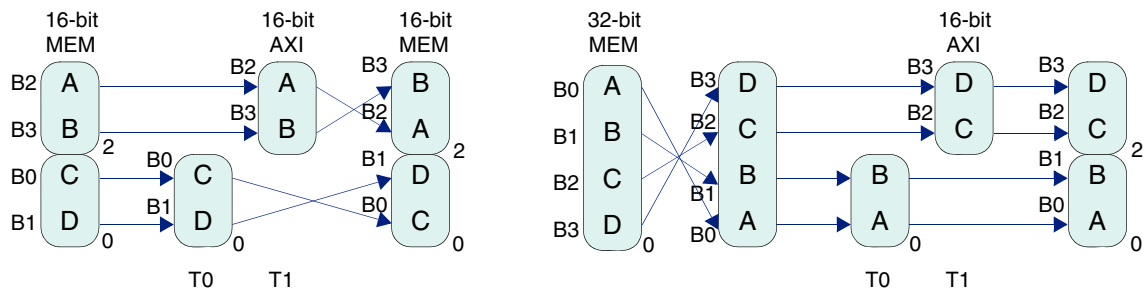 16-bit 16-bit 16-bit 32-bit 16-bit
MEM AXI MEM MEM AXI
B2 A B2 A B3 B B0 A B3 D B3 D B3 D
B3 B B3 B B2 A B1 B B2 C B2 C B2 C
2 2 2
B0 C B0 C B1 D B2 C B1 B B B1 B
B1 D B1 D B0 C B3 D B0 A A B0 A
0 0 0 0 0 0
T0 T1 T0 T1